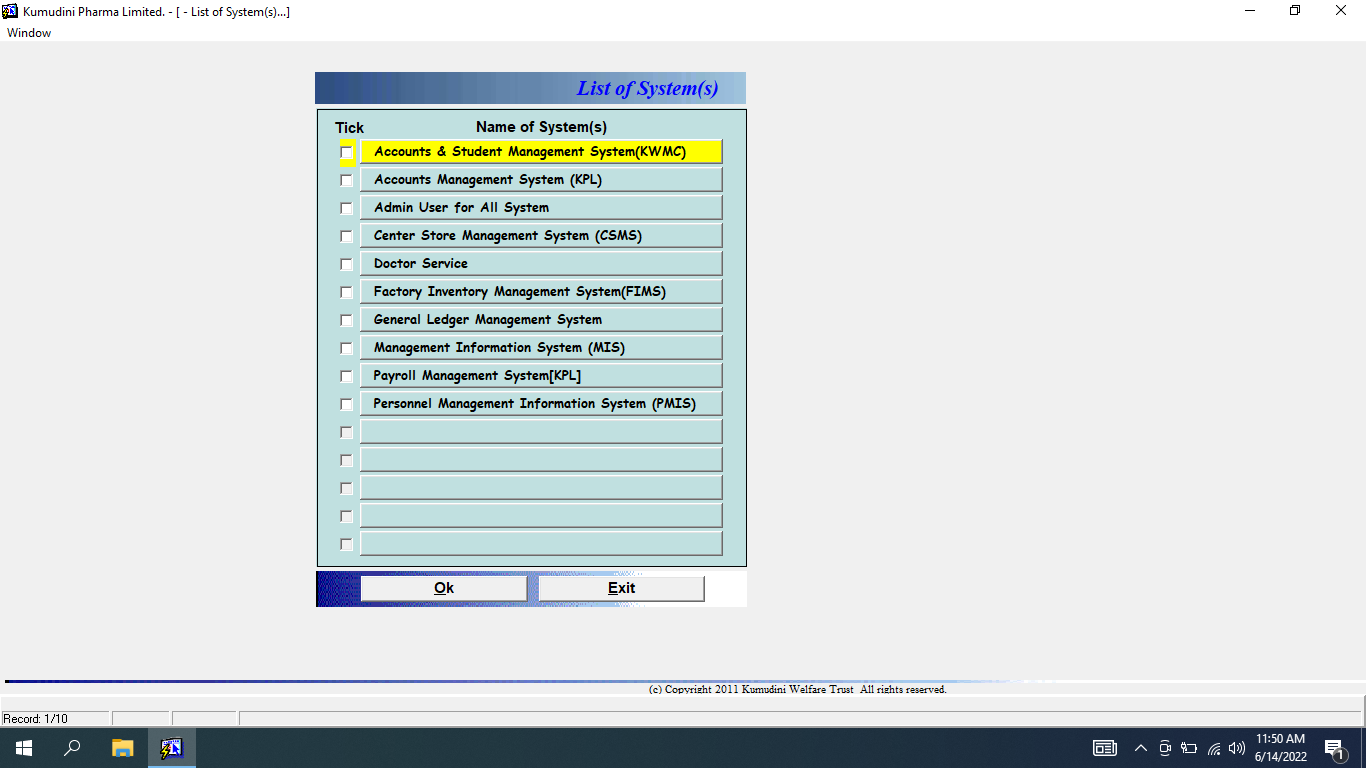 Kumudini Pharma Limited. - [ - List of System(s)...]
Window
List of System(s)
Tick Name of System(s)
Accounts & Student Management System(KWMC)
Accounts Management System (KPL)
Admin User for All System
Center Store Management System (CSMS)
Doctor Service
Factory Inventory Management System(FIMS)
General Ledger Management System
Management Information System (MIS)
Payroll Management System[KPL]
Personnel Management Information System (PMIS)
Ok Exit
(c) Copyright 2011 Kumudini Welfare Trust All rights reserved.
Record: 1/10
11:50 AM
6/14/2022
1